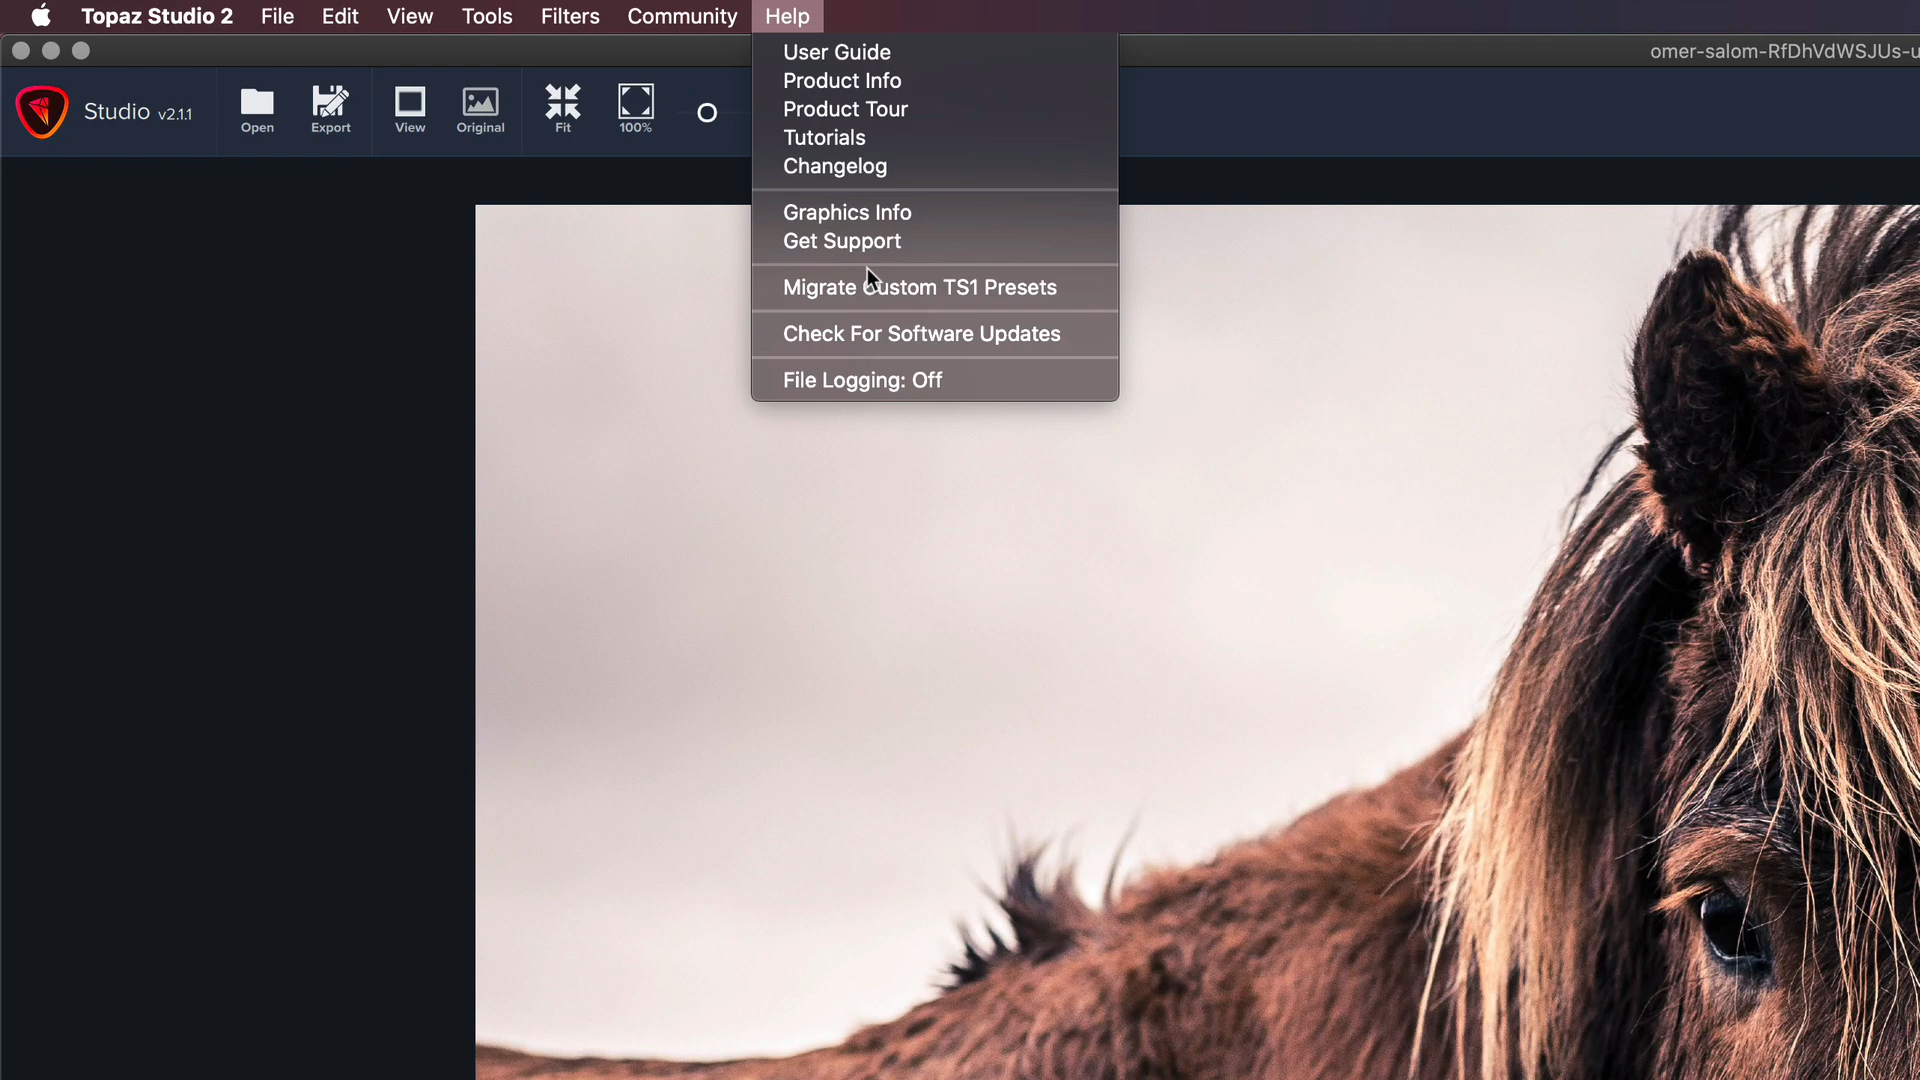 Topaz Studio 2 File Edit View Tools Filters Community Help
omer-salom-RfDhVdWSJUs-u
Studio v2.1.1
Open Export View Original Fit 100%
User Guide
Product Info
Product Tour
Tutorials
Changelog
Graphics Info
Get Support
Migrate Custom TS1 Presets
Check For Software Updates
File Logging: Off